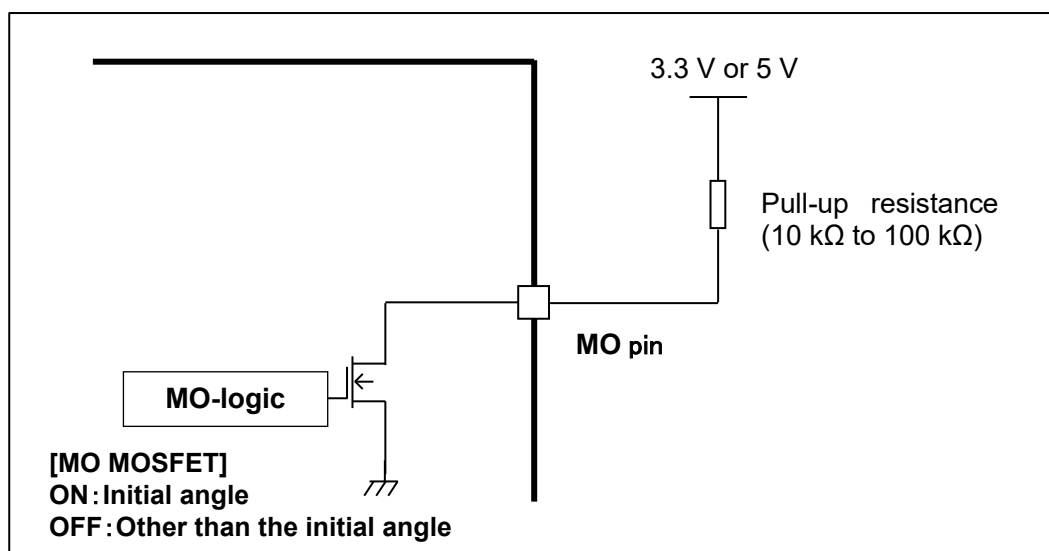 3.3 V or 5 V
Pull-up resistance
(10 kΩ to 100 kΩ)
MO pin
MO-logic
[MO MOSFET]
ON：Initial angle
OFF：Other than the initial angle